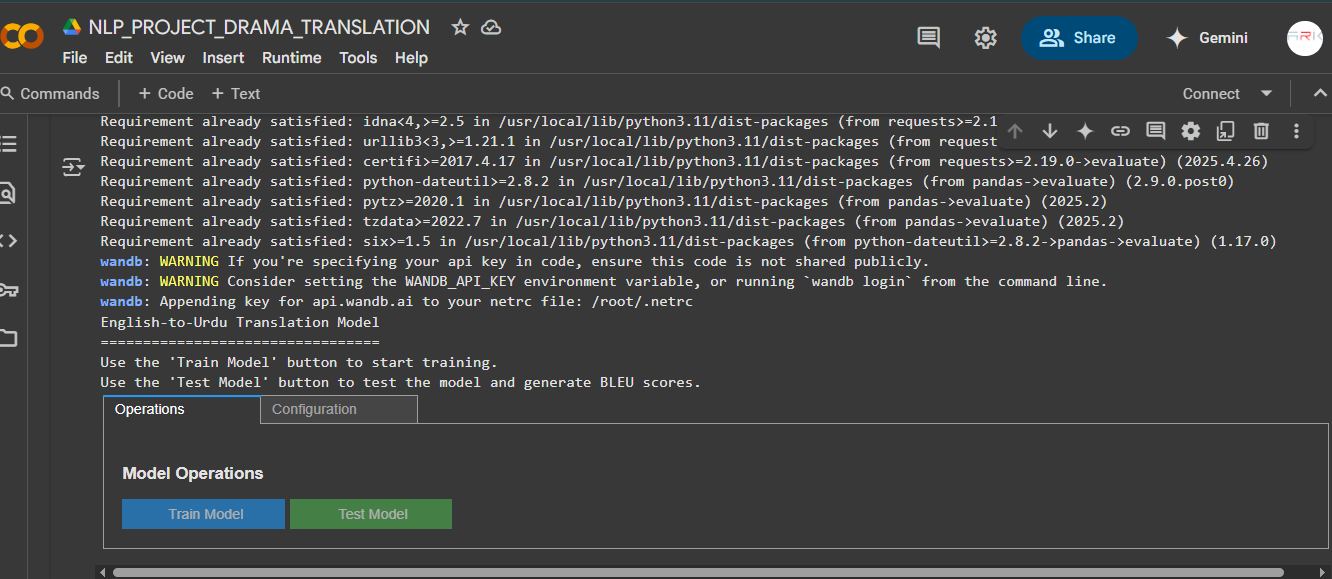 NLP_PROJECT_DRAMA_TRANSLATION
File Edit View Insert Runtime Tools Help
Share
Gemini
Commands + Code + Text
Connect
Requirement already satisfied: idna<4,>=2.5 in /usr/local/lib/python3.11/dist-packages (from requests>=2.1
Requirement already satisfied: urllib3<3,>=1.21.1 in /usr/local/lib/python3.11/dist-packages (from request
Requirement already satisfied: certifi>=2017.4.17 in /usr/local/lib/python3.11/dist-packages (from requests>=2.19.0->evaluate) (2025.4.26)
Requirement already satisfied: python-dateutil>=2.8.2 in /usr/local/lib/python3.11/dist-packages (from pandas->evaluate) (2.9.0.post0)
Requirement already satisfied: pytz>=2020.1 in /usr/local/lib/python3.11/dist-packages (from pandas->evaluate) (2025.2)
Requirement already satisfied: tzdata>=2022.7 in /usr/local/lib/python3.11/dist-packages (from pandas->evaluate) (2025.2)
Requirement already satisfied: six>=1.5 in /usr/local/lib/python3.11/dist-packages (from python-dateutil>=2.8.2->pandas->evaluate) (1.17.0)
wandb: WARNING If you're specifying your api key in code, ensure this code is not shared publicly.
wandb: WARNING Consider setting the WANDB_API_KEY environment variable, or running `wandb login` from the command line.
wandb: Appending key for api.wandb.ai to your netrc file: /root/.netrc
English-to-Urdu Translation Model
=================================
Use the 'Train Model' button to start training.
Use the 'Test Model' button to test the model and generate BLEU scores.
Operations Configuration
Model Operations
Train Model Test Model